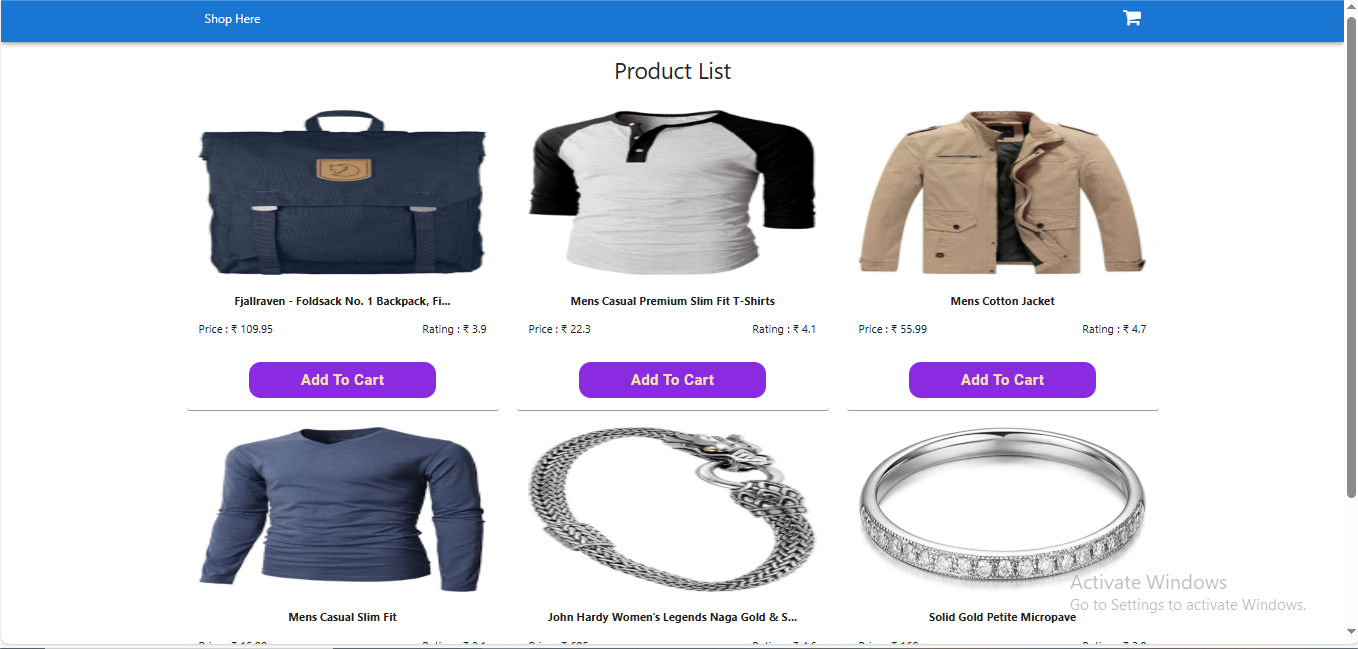 Shop Here
Product List
Fjallraven - Foldsack No. 1 Backpack, Fi...
Mens Casual Premium Slim Fit T-Shirts
Mens Cotton Jacket
Price : ₹ 109.95 Rating : ₹ 3.9
Price : ₹ 22.3 Rating : ₹ 4.1
Price : ₹ 55.99 Rating : ₹ 4.7
Add To Cart
Add To Cart
Add To Cart
Mens Casual Slim Fit
John Hardy Women's Legends Naga Gold & S...
Solid Gold Petite Micropave
Activate Windows
Go to Settings to activate Windows.